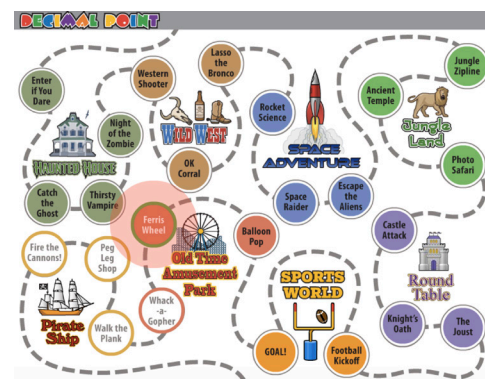 DECIMAL POINT
Enter
if You
Dare
Western
Shooter
Lasso
the
Bronco
Jungle
Zipline
Ancient
Temple
Rocket
Science
Night
of the
Zombie
WILD WEST
JUNGLE
LAND
HAUNTED HOUSE
SPACE
ADVENTURE
OK
Corral
Photo
Safari
Catch
the
Ghost
Thirsty
Vampire
Space
Raider
Escape
the
Aliens
Ferris
Wheel
Balloon
Pop
Castle
Attack
Fire the
Cannons!
Peg
Leg
Shop
Old Time
Amusement
Park
SPORTS
WORLD
Round
Table
Whack
-a-
Gopher
Pirate
Ship
Walk the
Plank
GOAL!
Football
Kickoff
Knight's
Oath
The
Joust